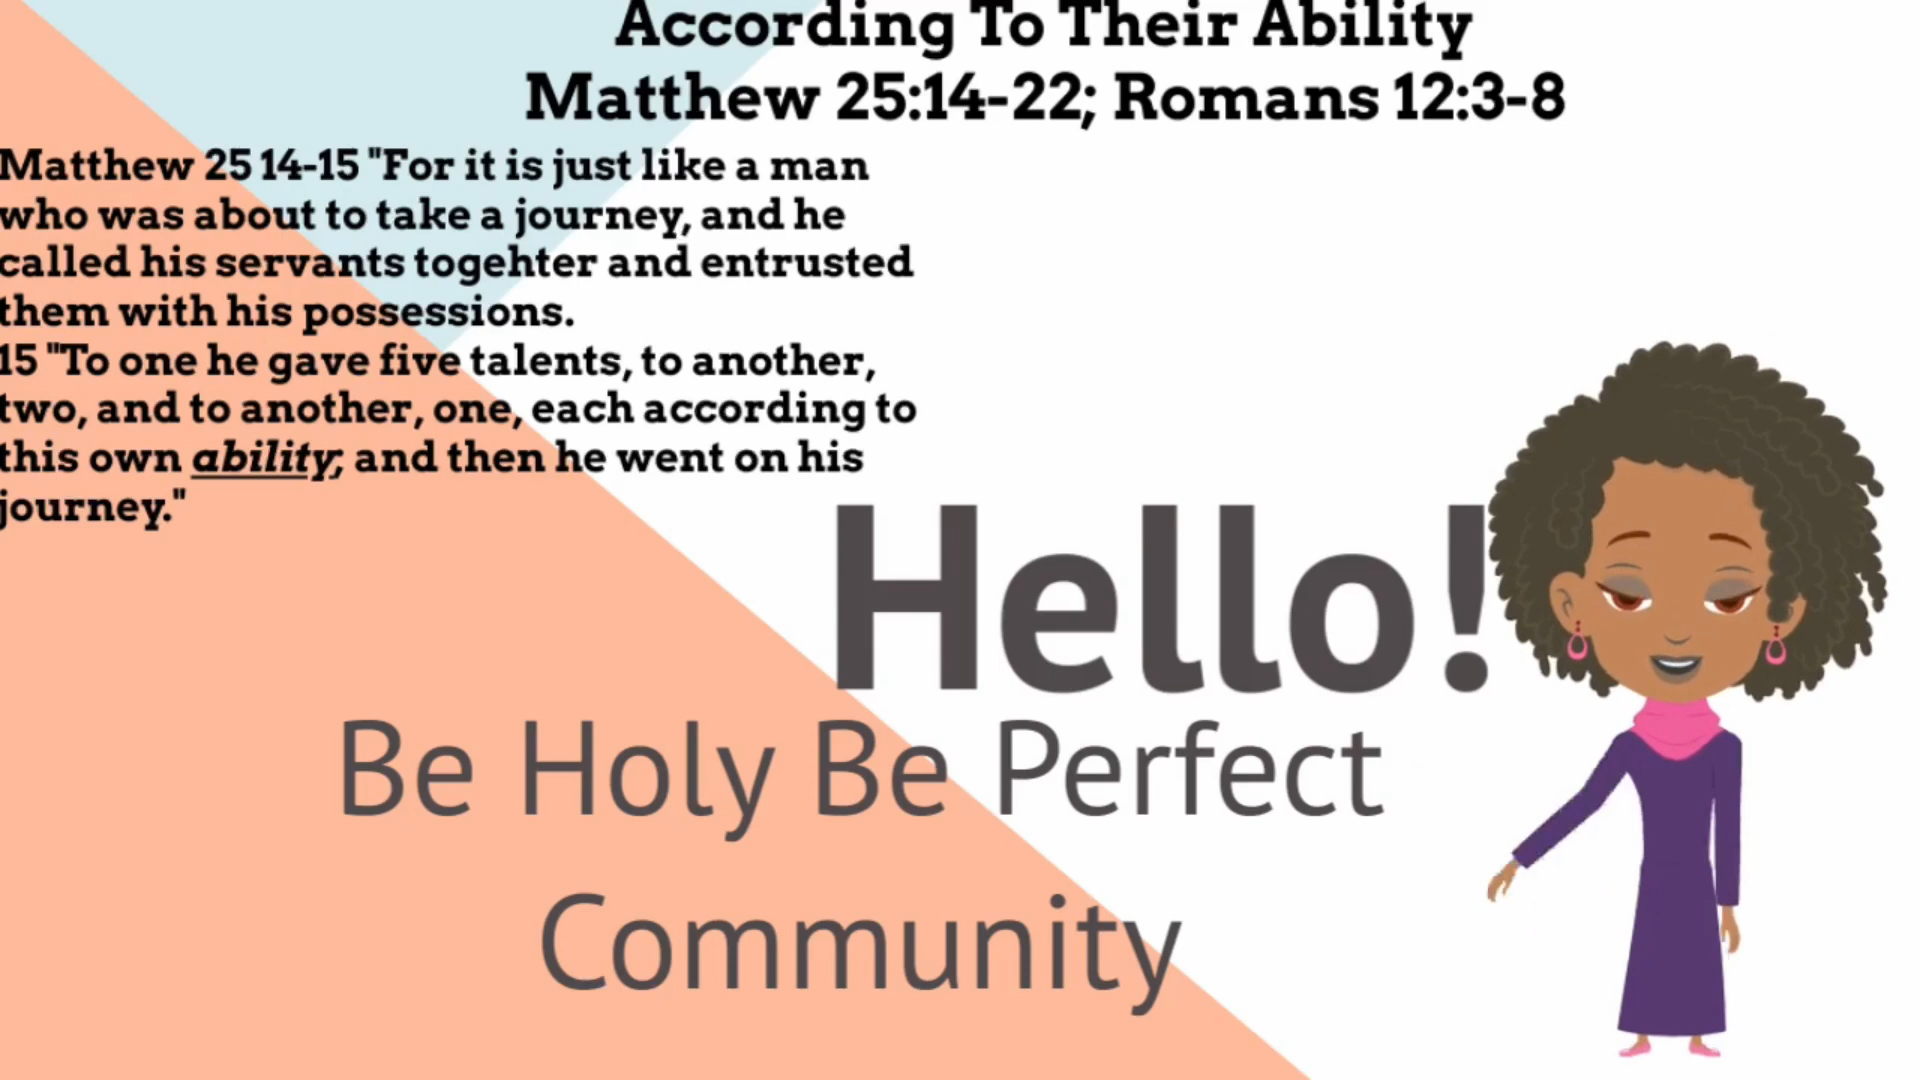 According To Their Ability
Matthew 25:14-22; Romans 12:3-8
Matthew 25 14-15 "For it is just like a man
who was about to take a journey, and he
called his servants togehter and entrusted
them with his possessions.
15 "To one he gave five talents, to another,
two, and to another, one, each according to
this own ability; and then he went on his
journey."
Hello!
Be Holy Be Perfect
Community